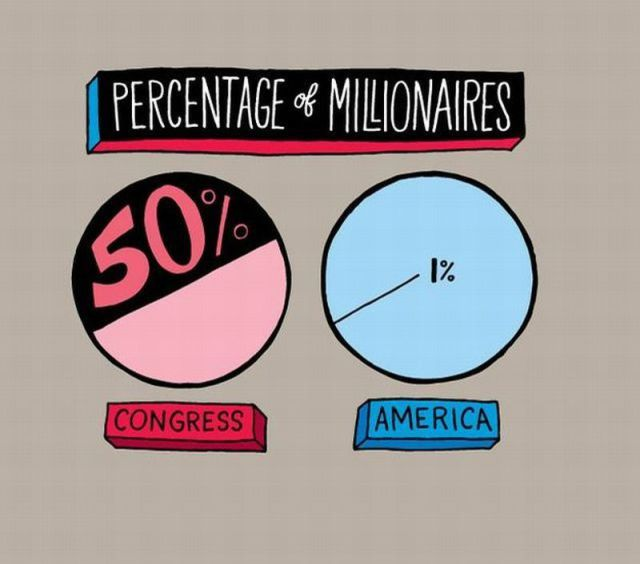 PERCENTAGE of MILLIONAIRES
50%
1%
CONGRESS
AMERICA